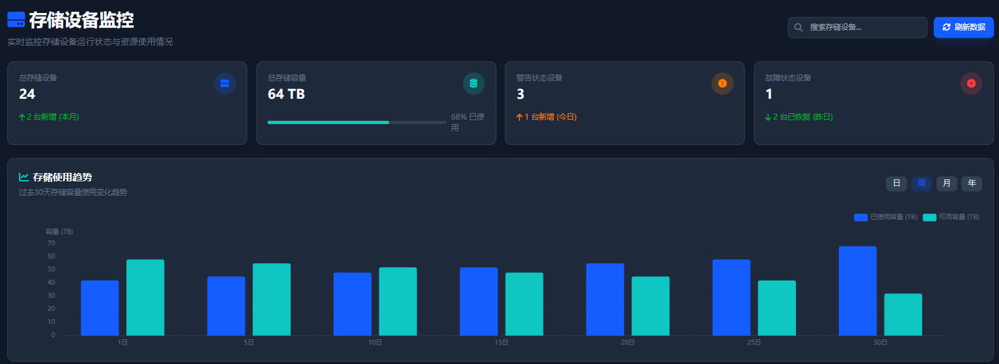 存储设备监控
实时监控存储设备运行状态与资源使用情况
搜索存储设备...
刷新数据
总存储设备
24
2 台新增 (本月)
总存储容量
64 TB
68% 已使
用
警告状态设备
3
1 台新增 (今日)
故障状态设备
1
2 台已恢复 (昨日)
存储使用趋势
过去30天存储容量使用变化趋势
日
周
月
年
已使用容量 (TB)
可用容量 (TB)
容量 (TB)
70
60
50
40
30
20
10
0
1日
5日
10日
15日
20日
25日
30日